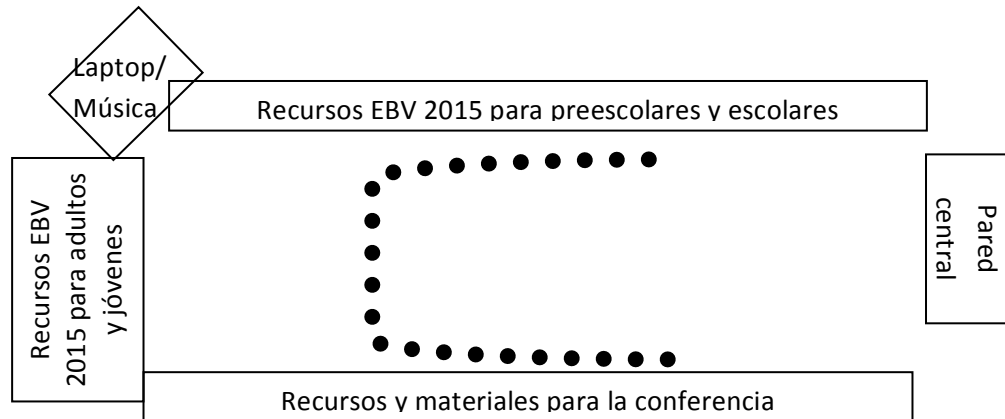 Laptop/
Música
Recursos EBV 2015 para preescolares y escolares
Recursos EBV
2015 para adultos
y jóvenes
Pared
central
Recursos y materiales para la conferencia